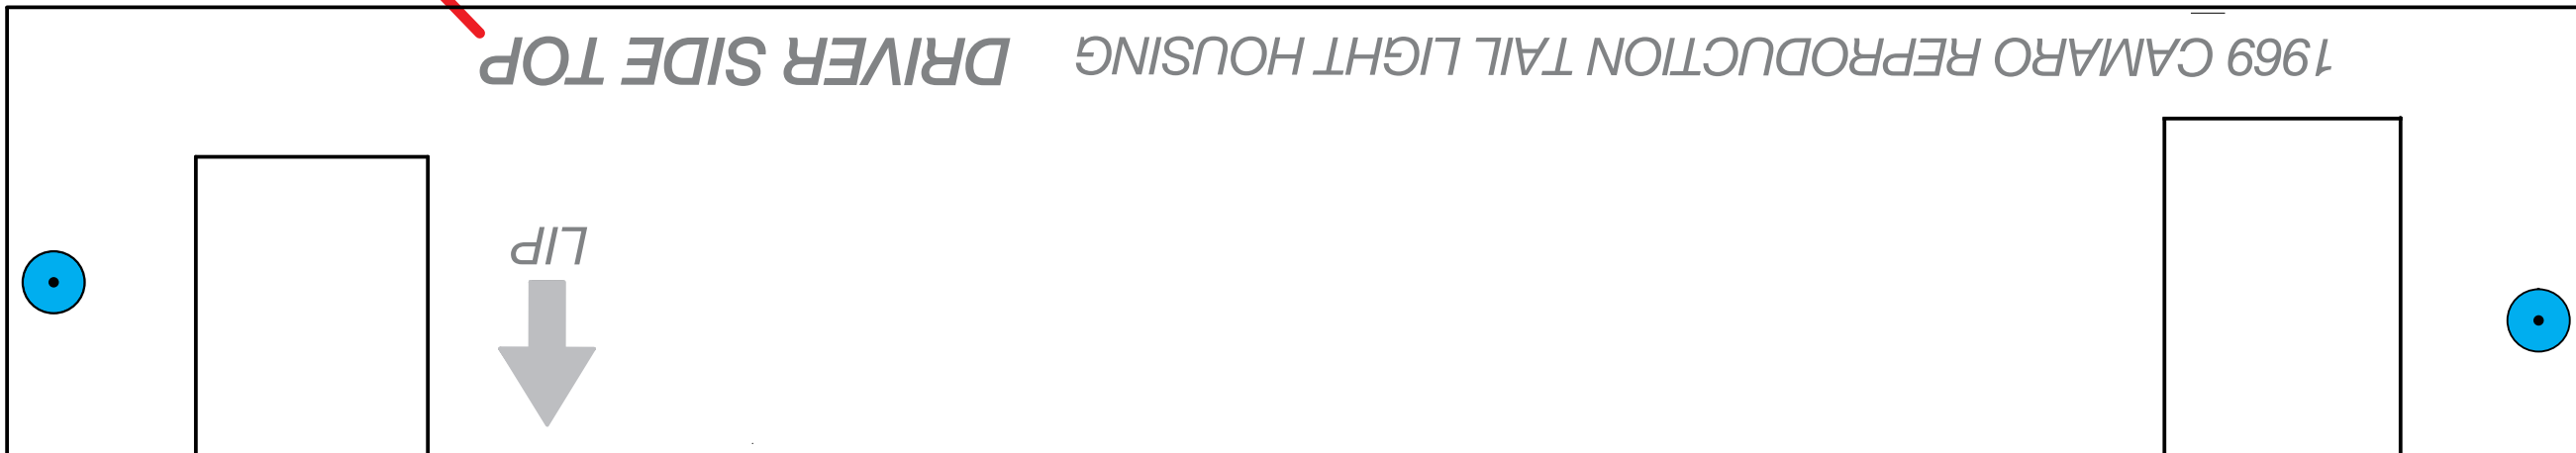 LIP
1969 CAMARO REPRODUCTION TAIL LIGHT HOUSING DRIVER SIDE TOP